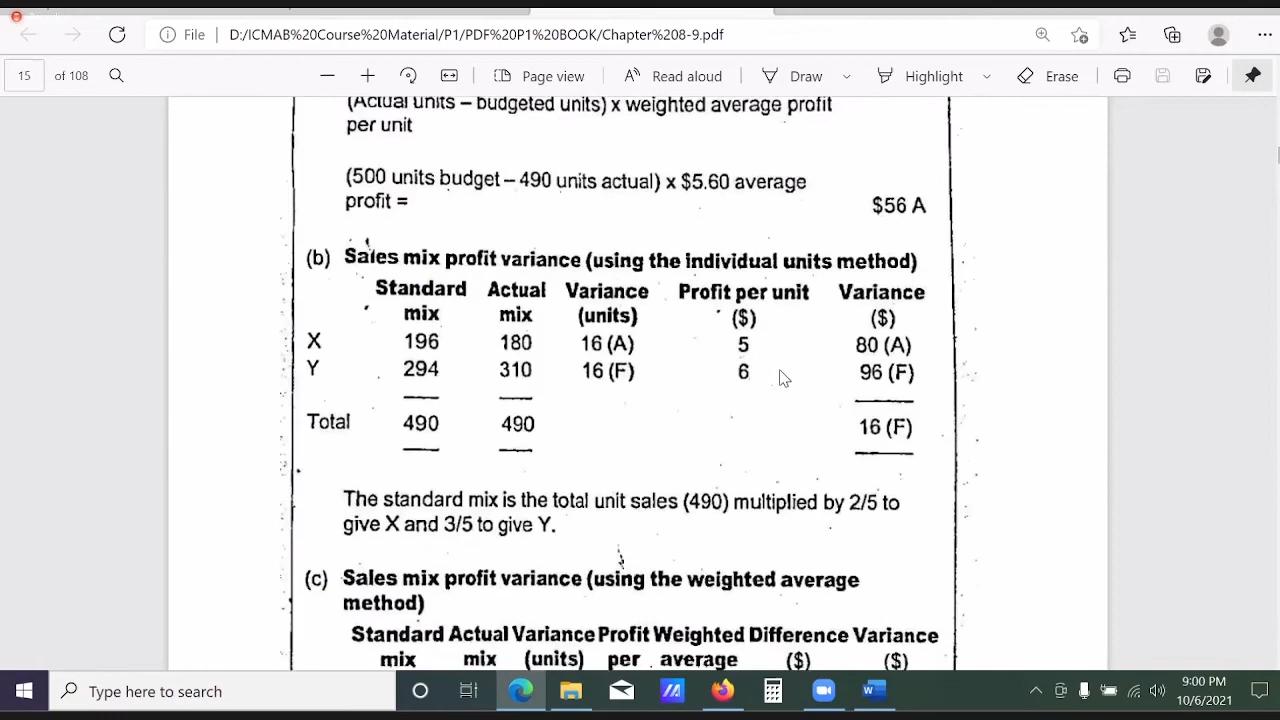 File D:/ICMAB%20Course%20Material/P1/PDF%20P1%20BOOK/Chapter%208-9.pdf
15 of 108 Page view Read aloud Draw Highlight Erase
(Actual units – budgeted units) x weighted average profit
per unit
(500 units budget – 490 units actual) x $5.60 average
profit = $56 A
(b) Sales mix profit variance (using the individual units method)
Standard Actual Variance Profit per unit Variance
mix mix (units) ($) ($)
X 196 180 16 (A) 5 80 (A)
Y 294 310 16 (F) 6 96 (F)
Total 490 490 16 (F)
The standard mix is the total unit sales (490) multiplied by 2/5 to
give X and 3/5 to give Y.
(c) Sales mix profit variance (using the weighted average
method)
Standard Actual Variance Profit Weighted Difference Variance
mix mix (units) per average ($) ($)
Type here to search
9:00 PM
10/6/2021